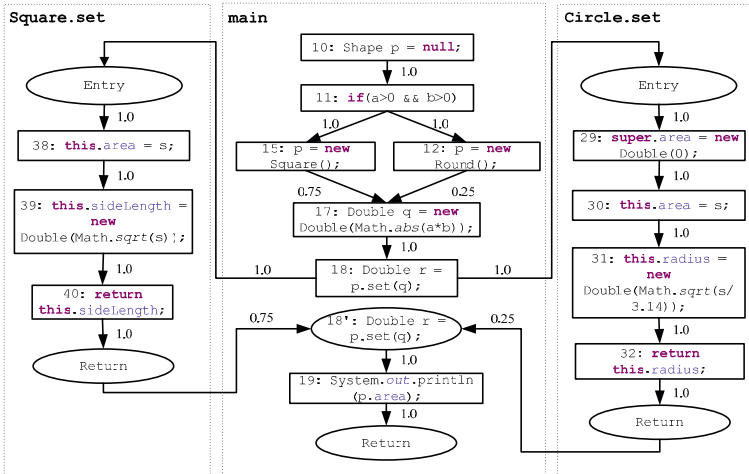 Square.set
Entry
1.0
38: this.area = s;
1.0
39: this.sideLength =
new
Double(Math.sqrt(s));
1.0
40: return
this.sideLength;
1.0
Return
main
10: Shape p = null;
1.0
11: if(a>0 && b>0)
1.0
1.0
15: p = new
Square();
12: p = new
Round();
0.75
0.25
17: Double q = new
Double(Math.abs(a*b));
1.0
18: Double r =
p.set(q);
1.0
1.0
18': Double r =
p.set(q);
0.75
0.25
1.0
19: System.out.println
(p.area);
1.0
Return
Circle.set
Entry
1.0
29: super.area = new
Double(0);
1.0
30: this.area = s;
1.0
31: this.radius =
new
Double(Math.sqrt(s/
3.14));
1.0
32: return
this.radius;
1.0
Return